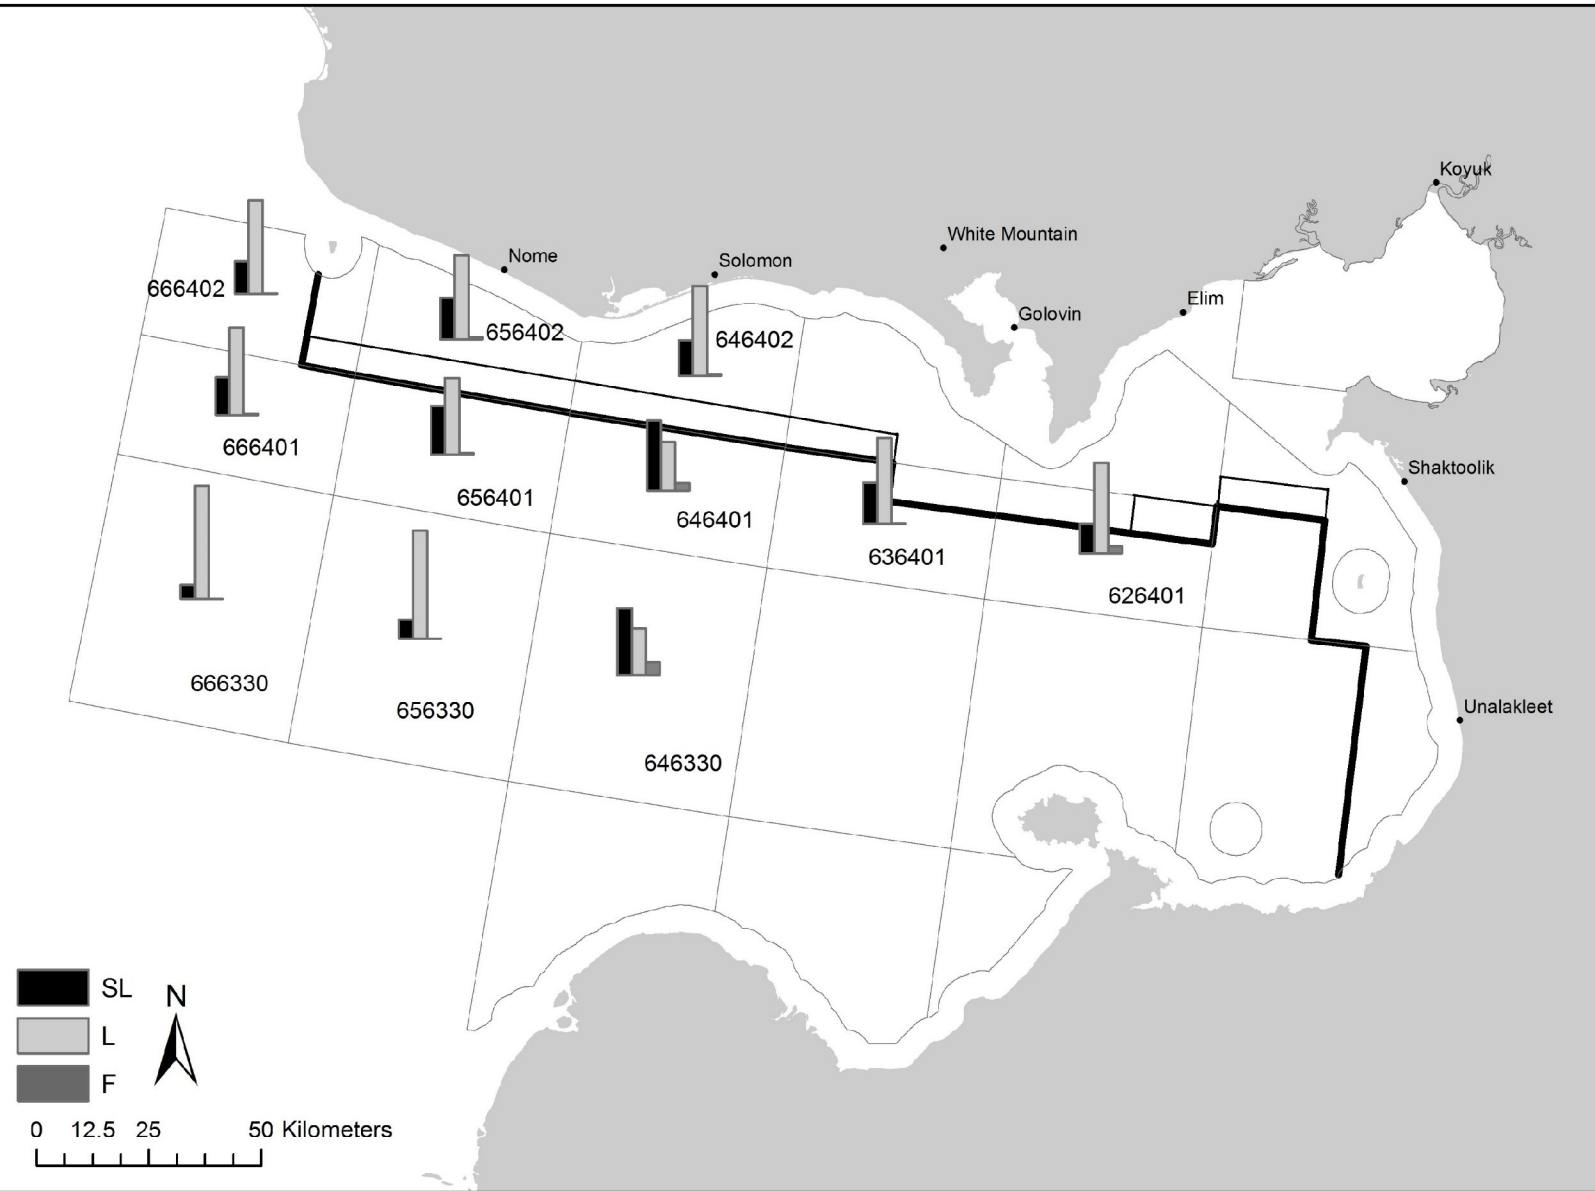 Koyuk
White Mountain
Nome
Solomon
Elim
666402
Golovin
656402
646402
666401
Shaktoolik
656401
646401
636401
626401
666330
656330
Unalakleet
646330
SL
N
L
F
0 12.5 25 50 Kilometers